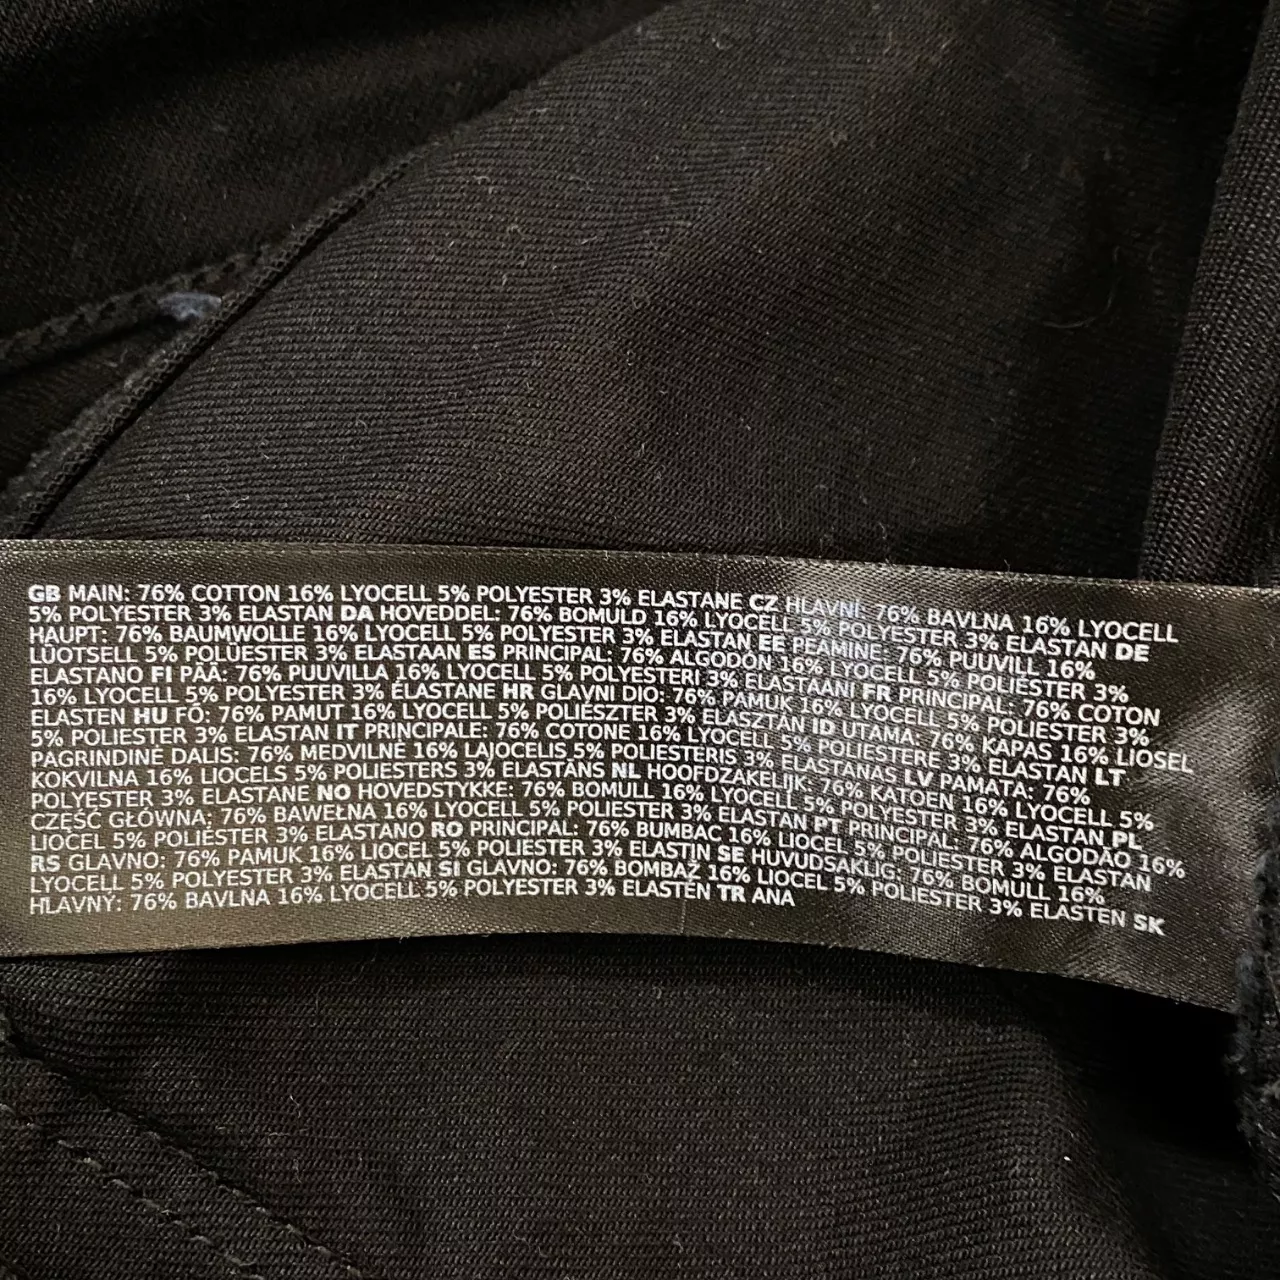 GB MAIN: 76% COTTON 16% LYOCELL 5% POLYESTER 3% ELASTANE CZ HLAVNÍ: 76% BAVLNA 16% LYOCELL
5% POLYESTER 3% ELASTAN DA HOVEDDEL: 76% BOMULD 16% LYOCELL 5% POLYESTER 3% ELASTAN DE
HAUPT: 76% BAUMWOLLE 16% LYOCELL 5% POLYESTER 3% ELASTAN EE PEAMINE: 76% PUUVILL 16%
LÜOTSELL 5% POLÜESTER 3% ELASTAAN ES PRINCIPAL: 76% ALGODÓN 16% LYOCELL 5% POLIÉSTER 3%
ELASTANO FI PÄÄ: 76% PUUVILLA 16% LYOCELL 5% POLYESTERI 3% ELASTAANI FR PRINCIPAL: 76% COTON
16% LYOCELL 5% POLYESTER 3% ÉLASTANE HR GLAVNI DIO: 76% PAMUK 16% LYOCELL 5% POLIESTER 3%
ELASTEN HU FŐ: 76% PAMUT 16% LYOCELL 5% POLIÉSZTER 3% ELASZTÁN ID UTAMA: 76% KAPAS 16% LIOSEL
5% POLIESTER 3% ELASTAN IT PRINCIPALE: 76% COTONE 16% LYOCELL 5% POLIESTERE 3% ELASTAN LT
PAGRINDINĖ DALIS: 76% MEDVILNĖ 16% LAJOCELIS 5% POLIESTERIS 3% ELASTANAS LV PAMATA: 76%
KOKVILNA 16% LIOCELS 5% POLIESTERS 3% ELASTĀNS NL HOOFDZAKELIJK: 76% KATOEN 16% LYOCELL 5%
POLYESTER 3% ELASTANE NO HOVEDSTYKKE: 76% BOMULL 16% LYOCELL 5% POLYESTER 3% ELASTAN PL
CZĘŚĆ GŁÓWNA: 76% BAWEŁNA 16% LYOCELL 5% POLIESTER 3% ELASTAN PT PRINCIPAL: 76% ALGODÃO 16%
LIOCEL 5% POLIÉSTER 3% ELASTANO RO PRINCIPAL: 76% BUMBAC 16% LIOCEL 5% POLIESTER 3% ELASTAN
RS GLAVNO: 76% PAMUK 16% LIOCEL 5% POLIESTER 3% ELASTIN SE HUVUDSAKLIG: 76% BOMULL 16%
LYOCELL 5% POLYESTER 3% ELASTAN SI GLAVNO: 76% BOMBAŽ 16% LIOCEL 5% POLIESTER 3% ELASTEN SK
HLAVNÝ: 76% BAVLNA 16% LYOCELL 5% POLYESTER 3% ELASTEN TR ANA